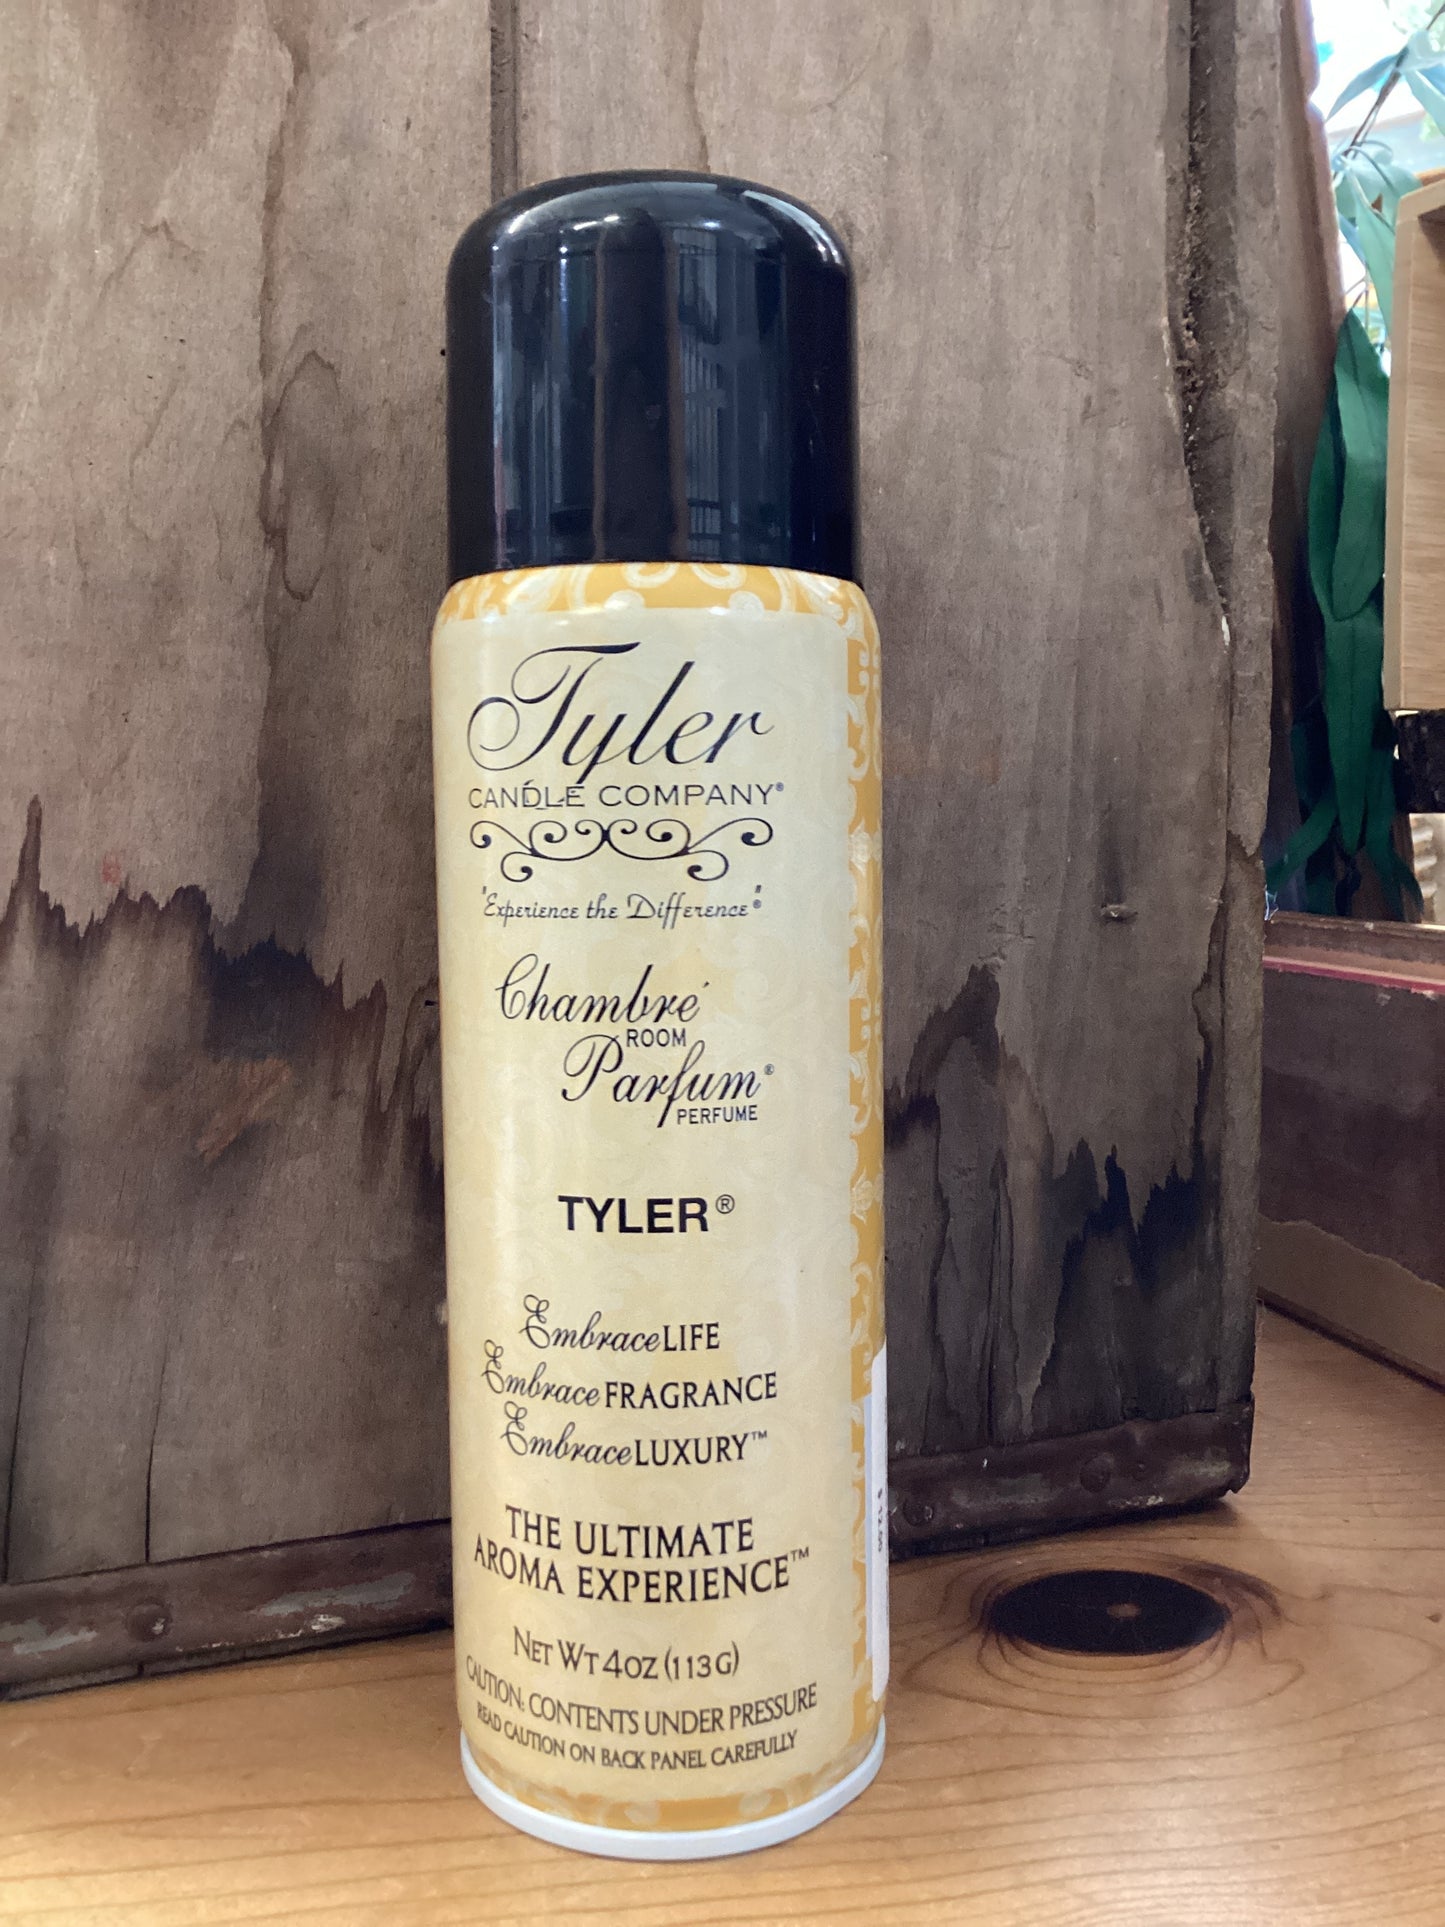 Tyler
CANDLE COMPANY®
"Experience the Difference"®
Chambré
ROOM
Parfum®
PERFUME
TYLER®
Embrace LIFE
Embrace FRAGRANCE
Embrace LUXURY™
THE ULTIMATE
AROMA EXPERIENCE™
NET WT 4OZ (113G)
CAUTION: CONTENTS UNDER PRESSURE
READ CAUTION ON BACK PANEL CAREFULLY